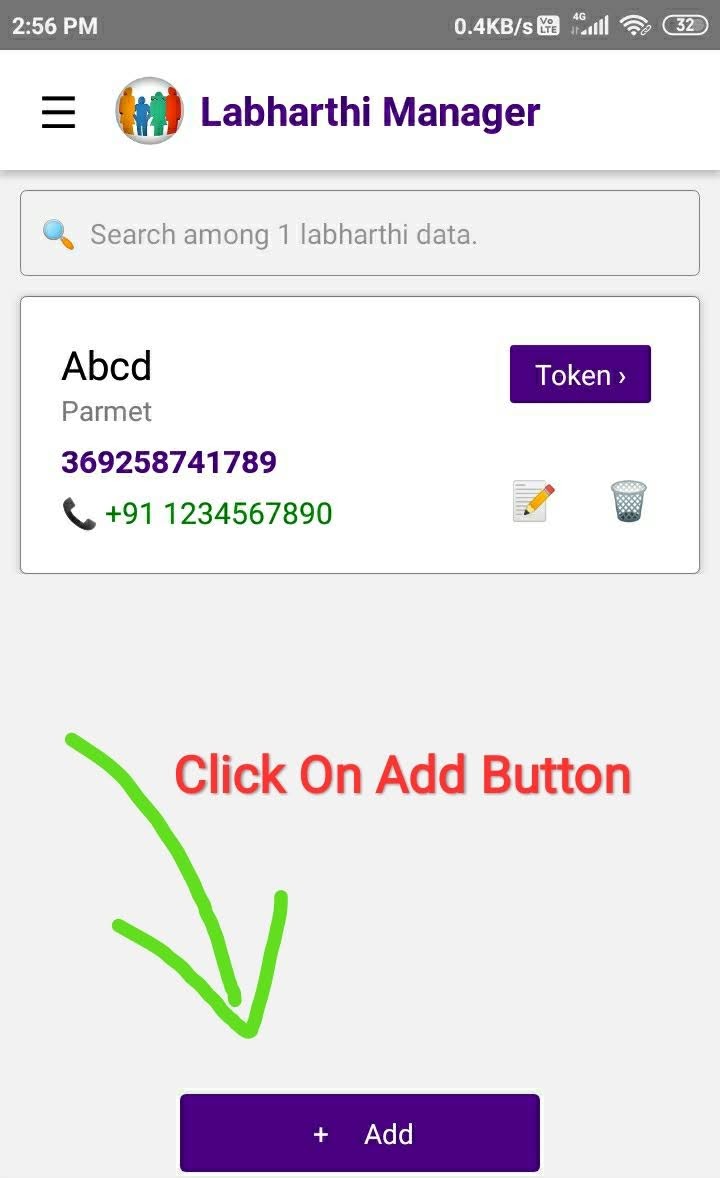 2:56 PM 0.4KB/s Vo LTE 4G 32
Labharthi Manager
Search among 1 labharthi data.
Abcd
Token ›
Parmet
369258741789
+91 1234567890
Click On Add Button
+ Add